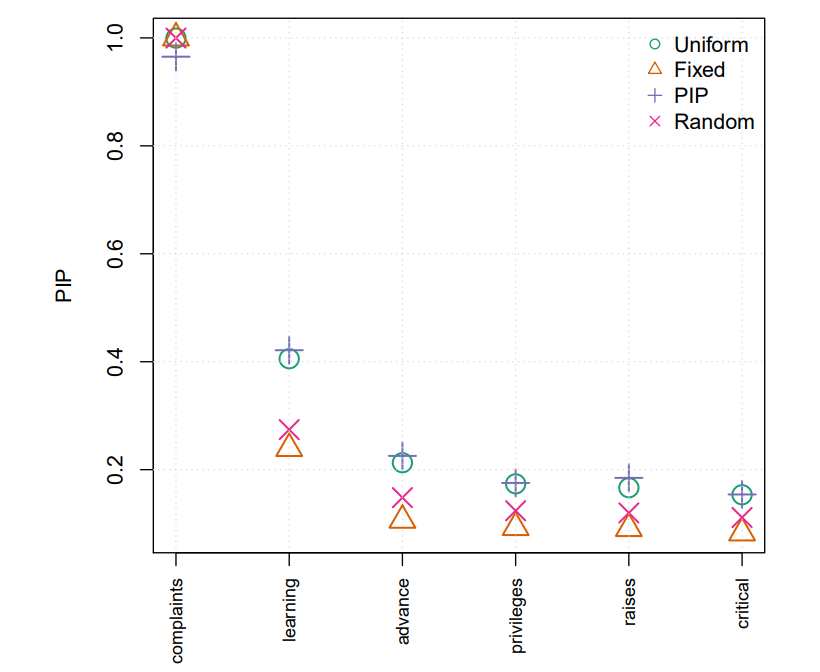 1.0
0.8
0.6
0.4
0.2
PIP
Uniform
Fixed
PIP
Random
complaints
learning
advance
privileges
raises
critical